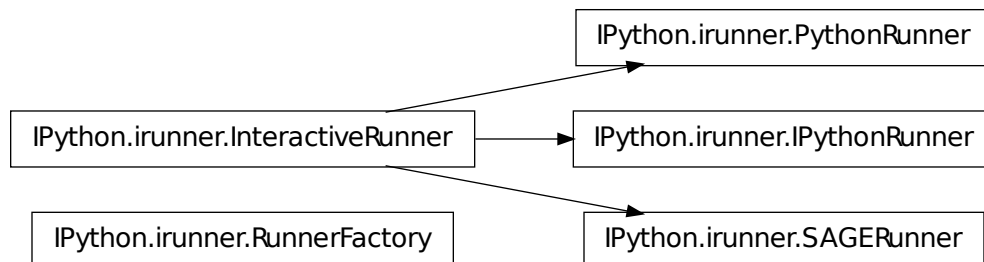 IPython.irunner.PythonRunner
IPython.irunner.InteractiveRunner
IPython.irunner.IPythonRunner
IPython.irunner.RunnerFactory
IPython.irunner.SAGERunner